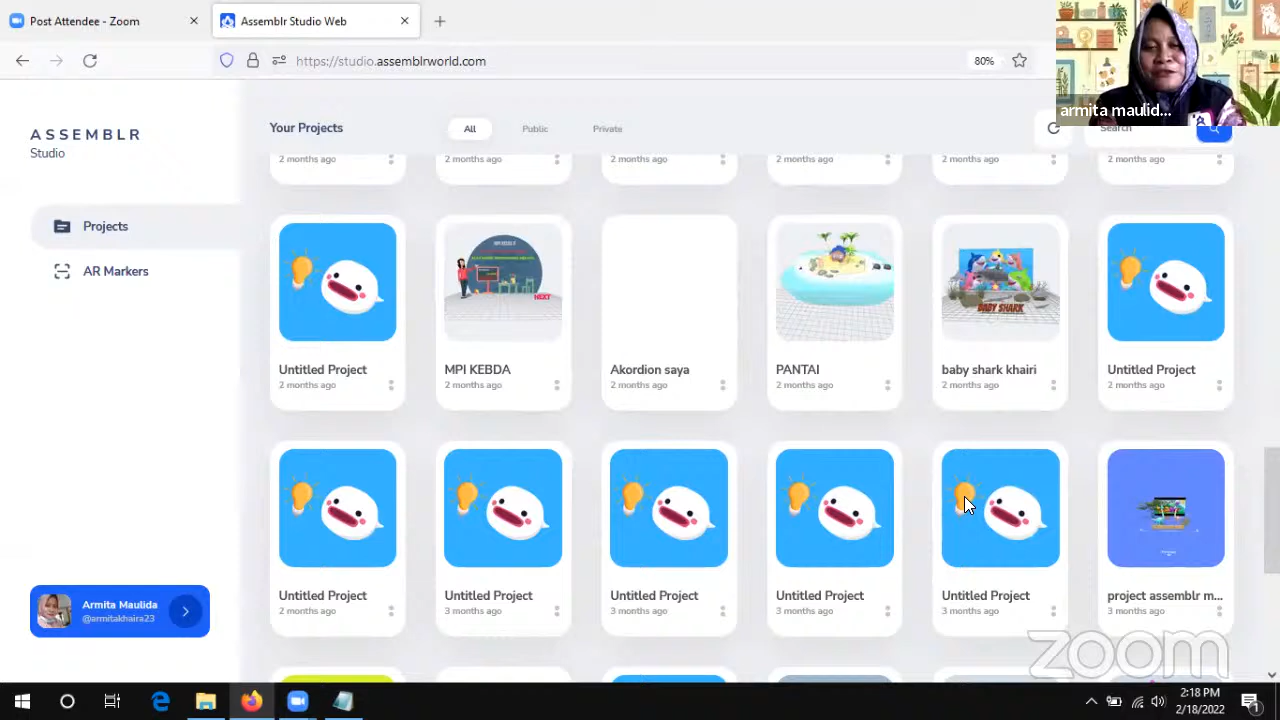 Post Attendee - Zoom
Assemblr Studio Web
https://studio.assemblrworld.com
80%
armita maulid...
ASSEMBLR
Studio
Your Projects
All
Public
Private
Search
Projects
AR Markers
2 months ago
2 months ago
2 months ago
2 months ago
2 months ago
2 months ago
NEXT
BABY SHARK
Untitled Project
MPI KEBDA
Akordion saya
PANTAI
baby shark khairi
Untitled Project
2 months ago
2 months ago
2 months ago
2 months ago
2 months ago
2 months ago
Untitled Project
Untitled Project
Untitled Project
Untitled Project
Untitled Project
project assemblr m...
2 months ago
3 months ago
3 months ago
3 months ago
3 months ago
3 months ago
Armita Maulida
@armitakhaira23
zoom
2:18 PM
2/18/2022
1